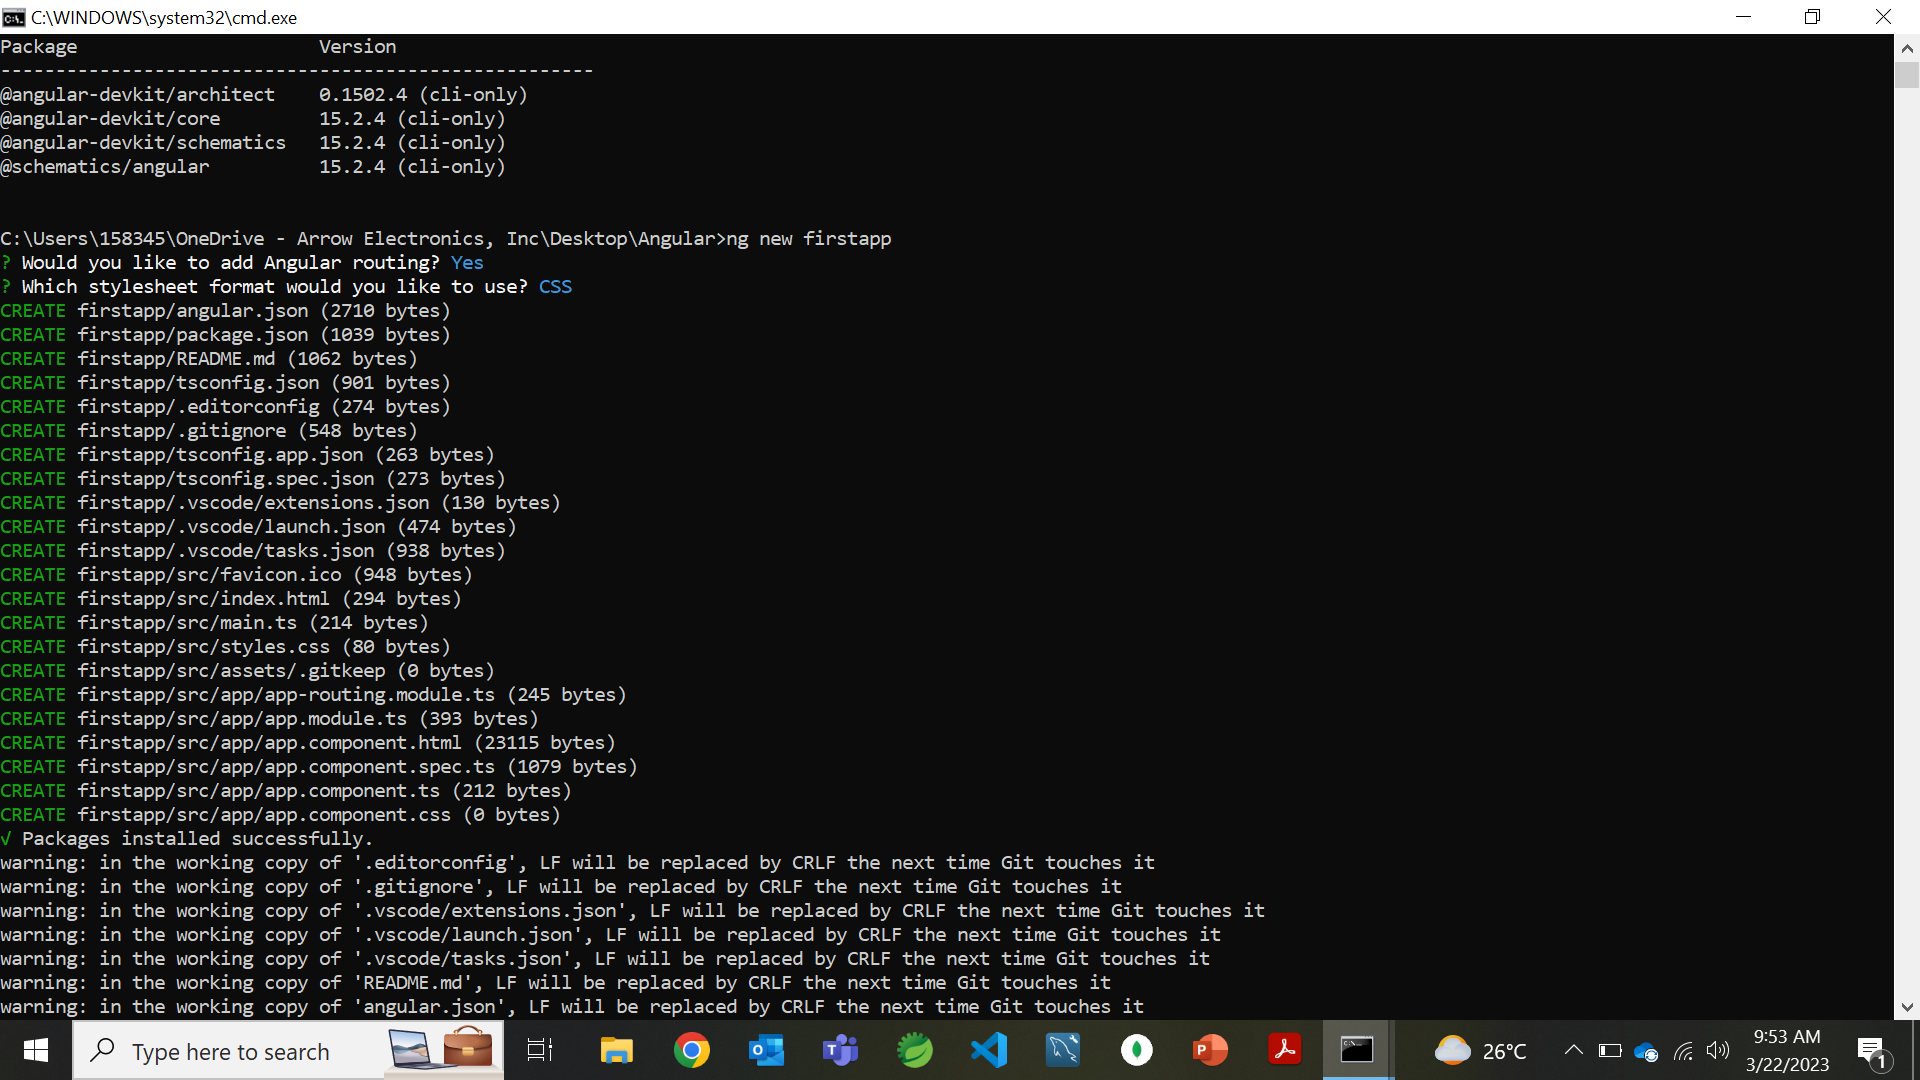 C:\WINDOWS\system32\cmd.exe
Package                      Version
------------------------------------------------------
@angular-devkit/architect    0.1502.4 (cli-only)
@angular-devkit/core         15.2.4 (cli-only)
@angular-devkit/schematics   15.2.4 (cli-only)
@schematics/angular          15.2.4 (cli-only)
C:\Users\158345\OneDrive - Arrow Electronics, Inc\Desktop\Angular>ng new firstapp
? Would you like to add Angular routing? Yes
? Which stylesheet format would you like to use? CSS
CREATE firstapp/angular.json (2710 bytes)
CREATE firstapp/package.json (1039 bytes)
CREATE firstapp/README.md (1062 bytes)
CREATE firstapp/tsconfig.json (901 bytes)
CREATE firstapp/.editorconfig (274 bytes)
CREATE firstapp/.gitignore (548 bytes)
CREATE firstapp/tsconfig.app.json (263 bytes)
CREATE firstapp/tsconfig.spec.json (273 bytes)
CREATE firstapp/.vscode/extensions.json (130 bytes)
CREATE firstapp/.vscode/launch.json (474 bytes)
CREATE firstapp/.vscode/tasks.json (938 bytes)
CREATE firstapp/src/favicon.ico (948 bytes)
CREATE firstapp/src/index.html (294 bytes)
CREATE firstapp/src/main.ts (214 bytes)
CREATE firstapp/src/styles.css (80 bytes)
CREATE firstapp/src/assets/.gitkeep (0 bytes)
CREATE firstapp/src/app/app-routing.module.ts (245 bytes)
CREATE firstapp/src/app/app.module.ts (393 bytes)
CREATE firstapp/src/app/app.component.html (23115 bytes)
CREATE firstapp/src/app/app.component.spec.ts (1079 bytes)
CREATE firstapp/src/app/app.component.ts (212 bytes)
CREATE firstapp/src/app/app.component.css (0 bytes)
√ Packages installed successfully.
warning: in the working copy of '.editorconfig', LF will be replaced by CRLF the next time Git touches it
warning: in the working copy of '.gitignore', LF will be replaced by CRLF the next time Git touches it
warning: in the working copy of '.vscode/extensions.json', LF will be replaced by CRLF the next time Git touches it
warning: in the working copy of '.vscode/launch.json', LF will be replaced by CRLF the next time Git touches it
warning: in the working copy of '.vscode/tasks.json', LF will be replaced by CRLF the next time Git touches it
warning: in the working copy of 'README.md', LF will be replaced by CRLF the next time Git touches it
warning: in the working copy of 'angular.json', LF will be replaced by CRLF the next time Git touches it
Type here to search
26°C
9:53 AM
3/22/2023
1